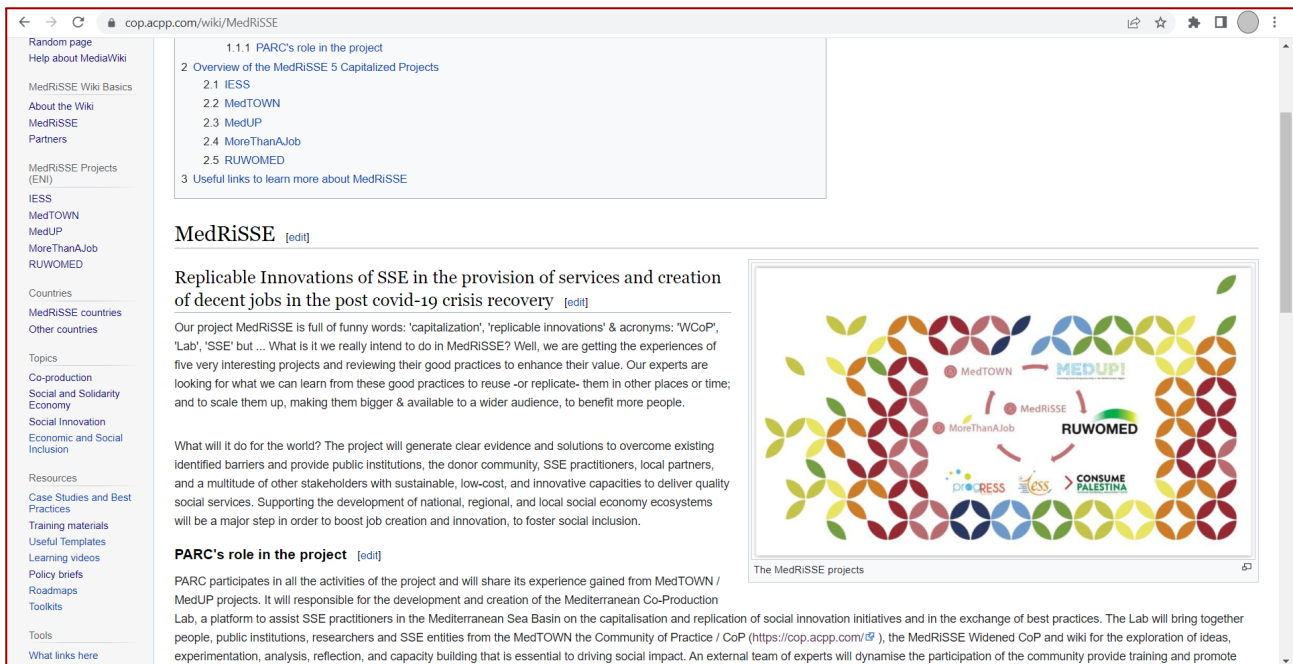 cop.acpp.com/wiki/MedRiSSE
Random page
Help about MediaWiki
MedRiSSE Wiki Basics
About the Wiki
MedRiSSE
Partners
MedRiSSE Projects
(ENI)
IESS
MedTOWN
MedUP
MoreThanAJob
RUWOMED
Countries
MedRiSSE countries
Other countries
Topics
Co-production
Social and Solidarity
Economy
Social Innovation
Economic and Social
Inclusion
Resources
Case Studies and Best
Practices
Training materials
Useful Templates
Learning videos
Policy briefs
Roadmaps
Toolkits
Tools
What links here
1.1.1 PARC's role in the project
2 Overview of the MedRiSSE 5 Capitalized Projects
2.1 IESS
2.2 MedTOWN
2.3 MedUP
2.4 MoreThanAJob
2.5 RUWOMED
3 Useful links to learn more about MedRiSSE
MedRiSSE [edit]
Replicable Innovations of SSE in the provision of services and creation
of decent jobs in the post covid-19 crisis recovery [edit]
Our project MedRiSSE is full of funny words: 'capitalization', 'replicable innovations' & acronyms: 'WCoP',
'Lab', 'SSE' but ... What is it we really intend to do in MedRiSSE? Well, we are getting the experiences of
five very interesting projects and reviewing their good practices to enhance their value. Our experts are
looking for what we can learn from these good practices to reuse -or replicate- them in other places or time;
and to scale them up, making them bigger & available to a wider audience, to benefit more people.
What will it do for the world? The project will generate clear evidence and solutions to overcome existing
identified barriers and provide public institutions, the donor community, SSE practitioners, local partners,
and a multitude of other stakeholders with sustainable, low-cost, and innovative capacities to deliver quality
social services. Supporting the development of national, regional, and local social economy ecosystems
will be a major step in order to boost job creation and innovation, to foster social inclusion.
MedTOWN
MEDUP!
MedRiSSE
MoreThanAJob
RUWOMED
progRESS
iess
CONSUME
PALESTINA
The MedRiSSE projects
PARC's role in the project [edit]
PARC participates in all the activities of the project and will share its experience gained from MedTOWN /
MedUP projects. It will responsible for the development and creation of the Mediterranean Co-Production
Lab, a platform to assist SSE practitioners in the Mediterranean Sea Basin on the capitalisation and replication of social innovation initiatives and in the exchange of best practices. The Lab will bring together
people, public institutions, researchers and SSE entities from the MedTOWN the Community of Practice / CoP (https://cop.acpp.com/ ), the MedRiSSE Widened CoP and wiki for the exploration of ideas,
experimentation, analysis, reflection, and capacity building that is essential to driving social impact. An external team of experts will dynamise the participation of the community provide training and promote